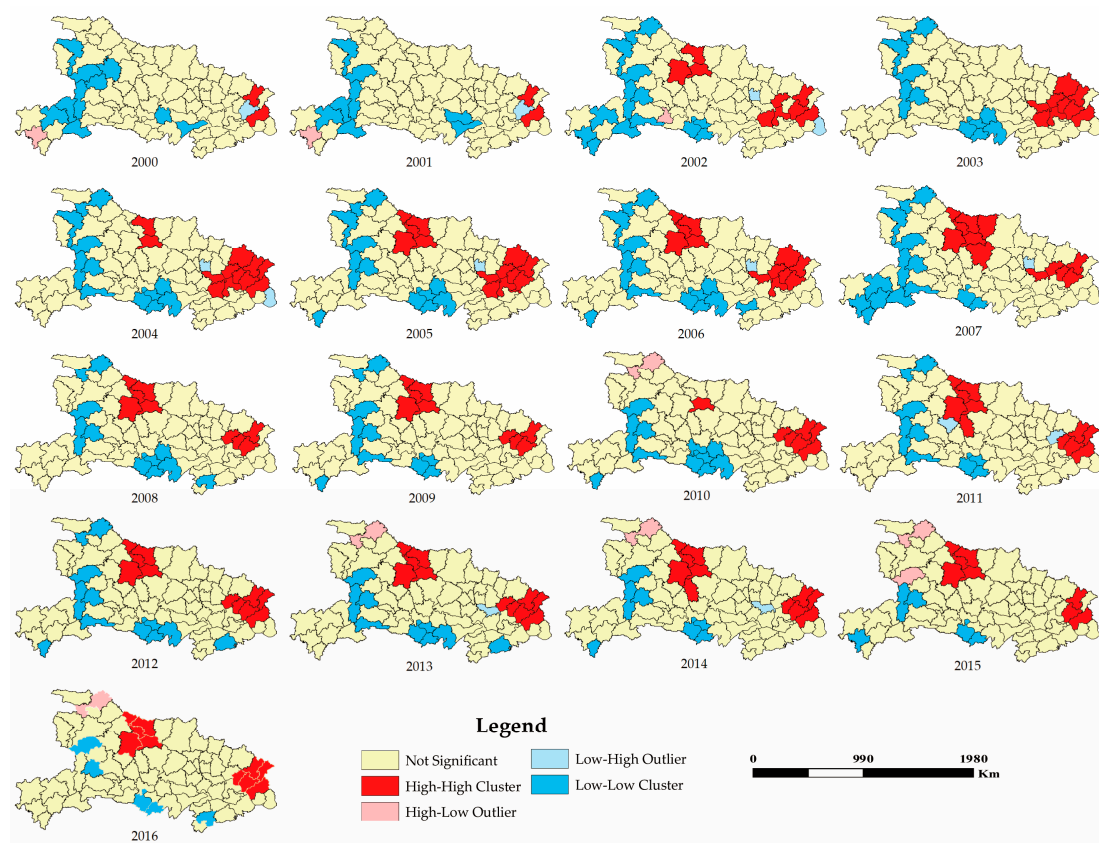 2000
2001
2002
2003
2004
2005
2006
2007
2008
2009
2010
2011
2012
2013
2014
2015
2016
Legend
Not Significant
High-High Cluster
High-Low Outlier
Low-High Outlier
Low-Low Cluster
0 990 1980
Km